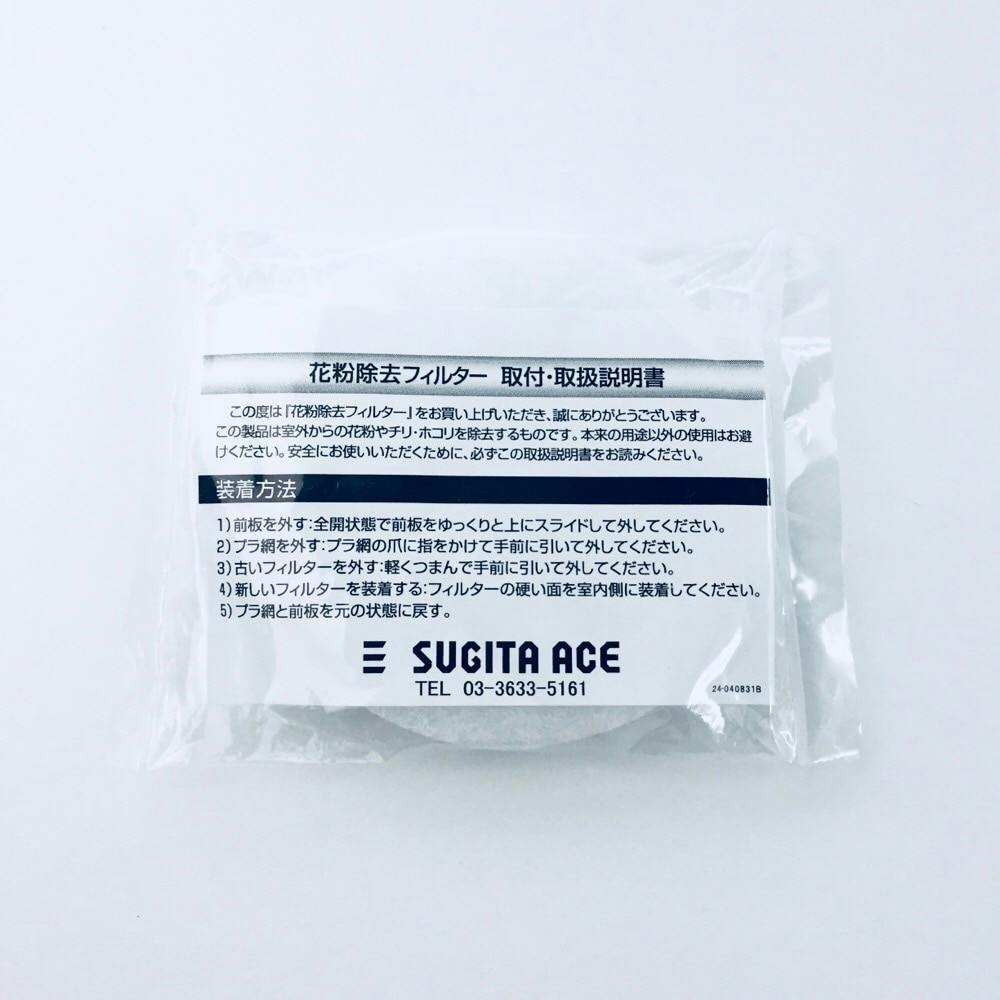 花粉除去フィルター 取付・取扱説明書
この度は『花粉除去フィルター』をお買い上げいただき、誠にありがとうございます。
この製品は室外からの花粉やチリ・ホコリを除去するものです。本来の用途以外の使用はお避
けください。安全にお使いいただくために、必ずこの取扱説明書をお読みください。
装着方法
1)前板を外す:全開状態で前板をゆっくりと上にスライドして外してください。
2)プラ網を外す:プラ網の爪に指をかけて手前に引いて外してください。
3)古いフィルターを外す:軽くつまんで手前に引いて外してください。
4)新しいフィルターを装着する:フィルターの硬い面を室内側に装着してください。
5)プラ網と前板を元の状態に戻す。
SUGITA ACE
TEL 03-3633-5161
24-040831B